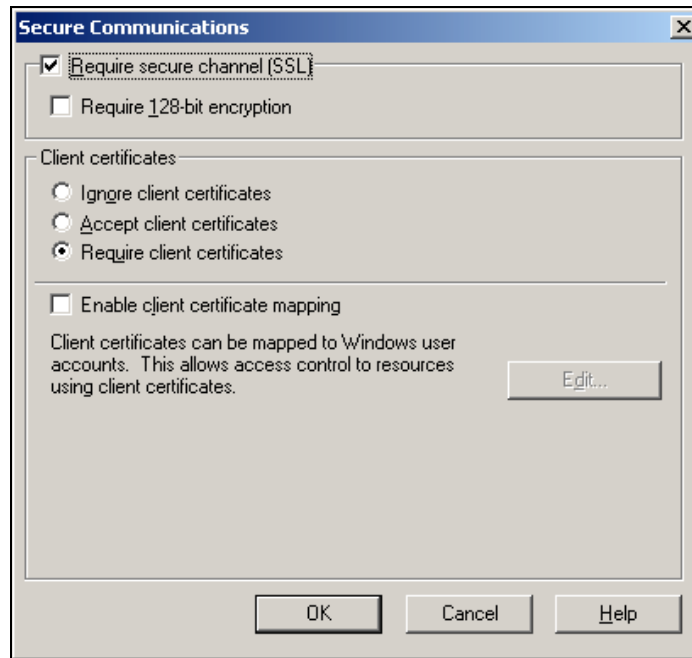 Secure Communications
Require secure channel (SSL)
Require 128-bit encryption
Client certificates
Ignore client certificates
Accept client certificates
Require client certificates
Enable client certificate mapping
Client certificates can be mapped to Windows user
accounts.  This allows access control to resources
using client certificates.
Edit...
OK
Cancel
Help